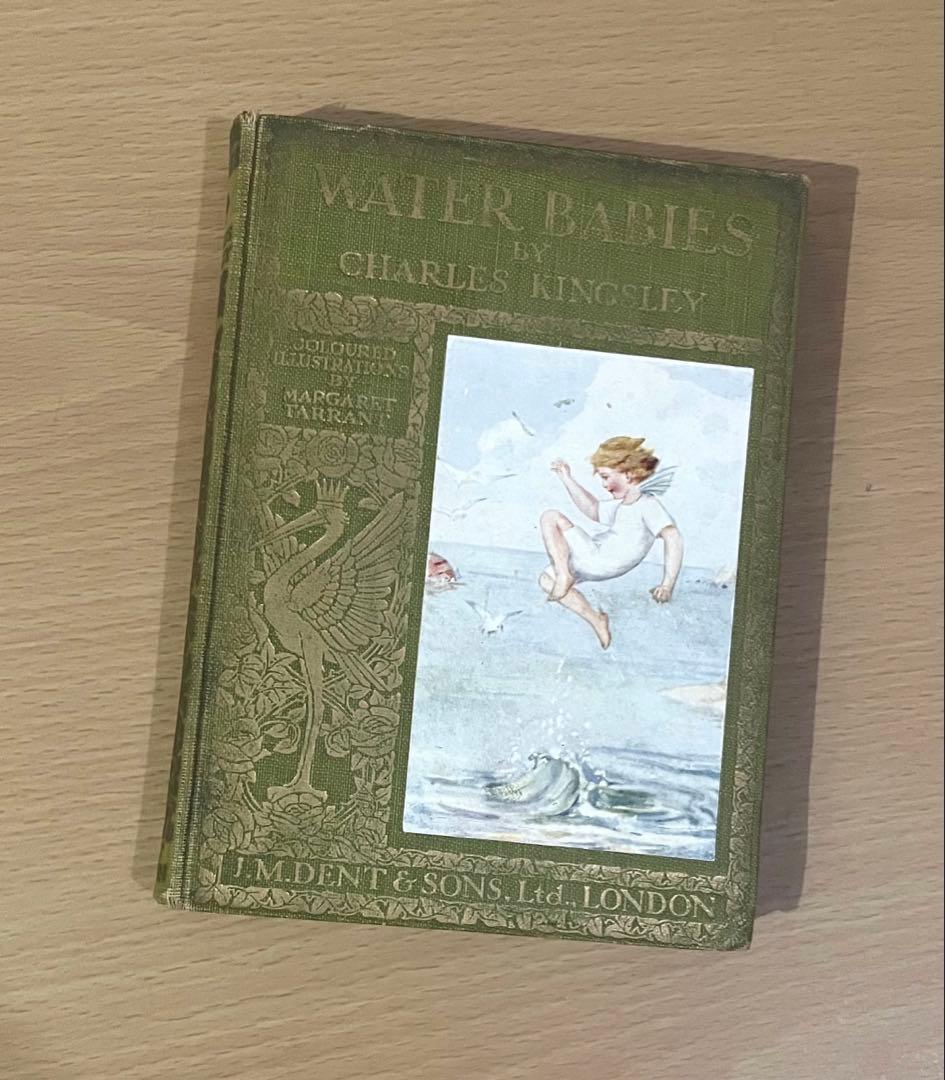 WATER BABIES
BY
CHARLES KINGSLEY
COLOURED
ILLUSTRATIONS
BY
MARGARET
TARRANT
J.M.DENT & SONS, Ltd., LONDON